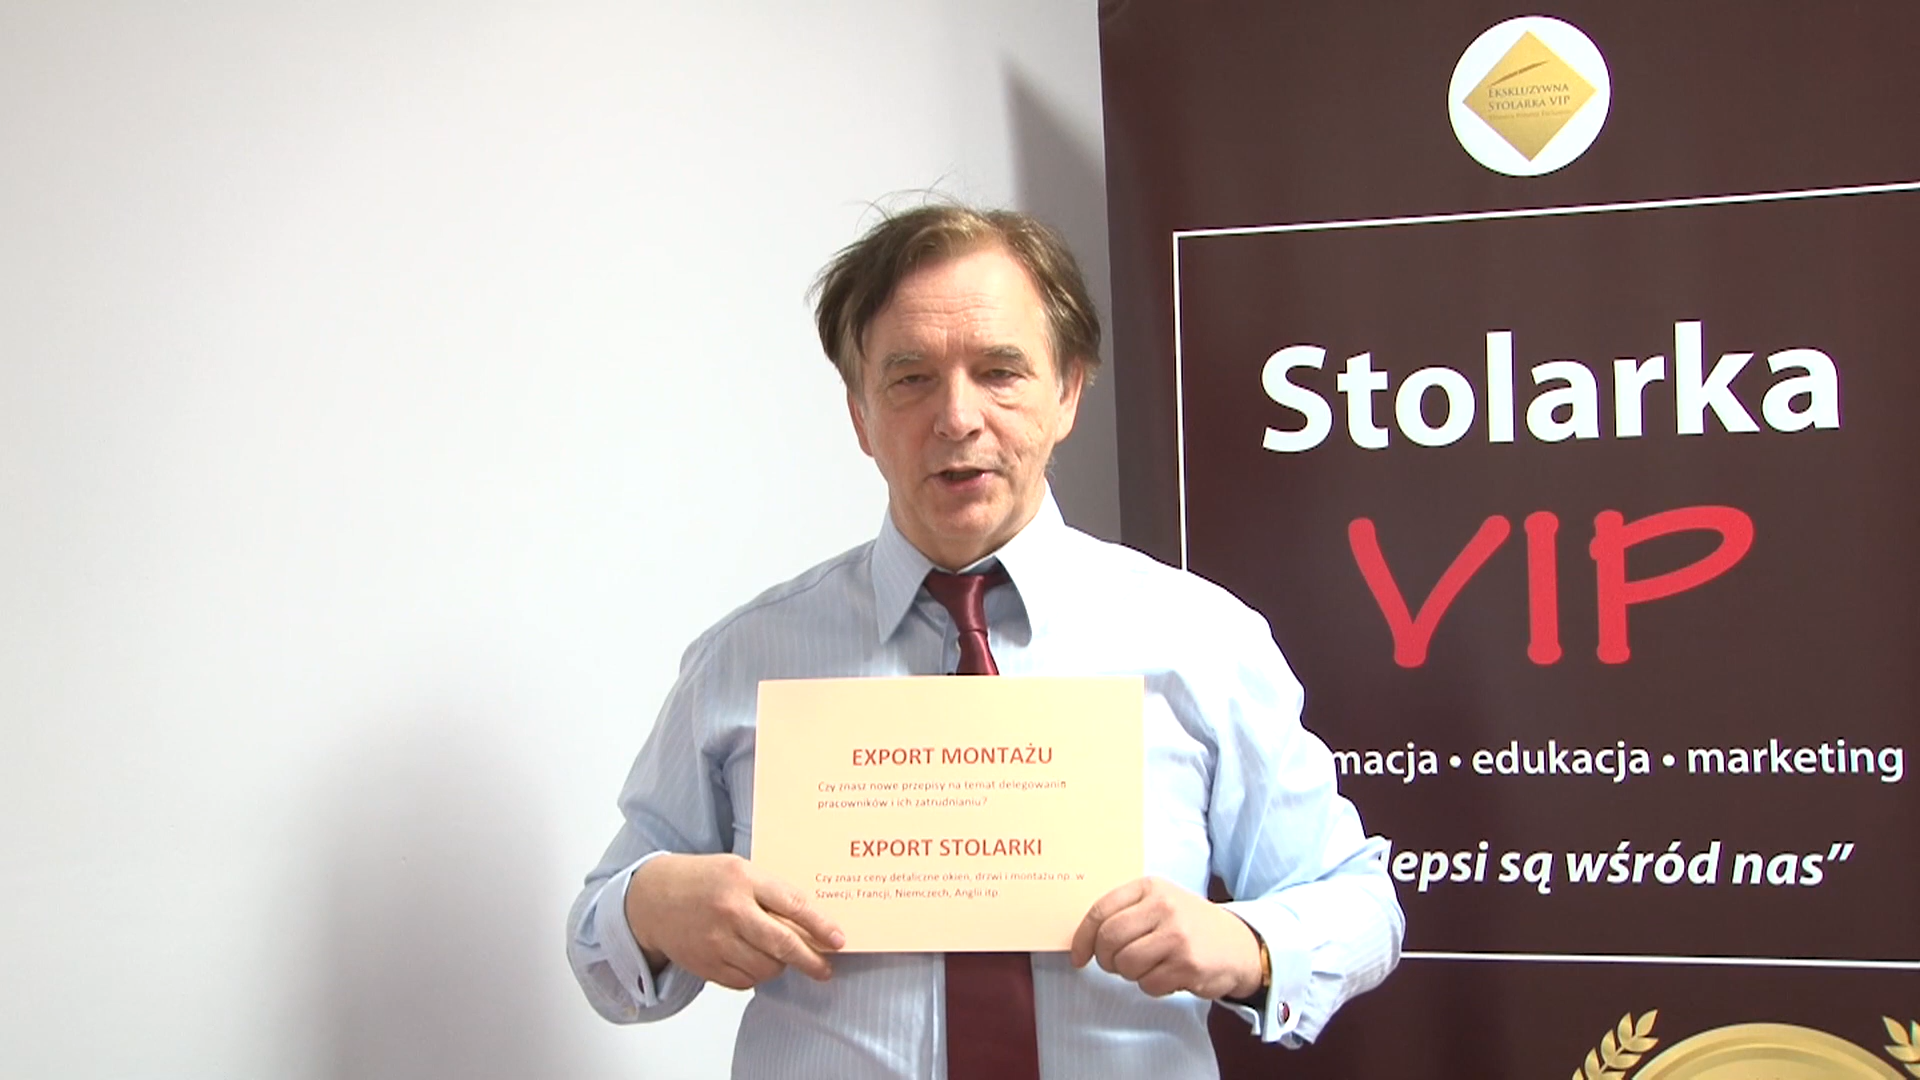 EKSKLUZYWNA
STOLARKA VIP
Stolarka
VIP
macja • edukacja • marketing
lepsi są wśród nas”
EXPORT MONTAŻU
Czy znasz nowe przepisy na temat delegowania
pracowników i ich zatrudnianiu?
EXPORT STOLARKI
Czy znasz ceny detaliczne okien, drzwi i montażu np. w
Szwecji, Francji, Niemczech, Anglii itp.